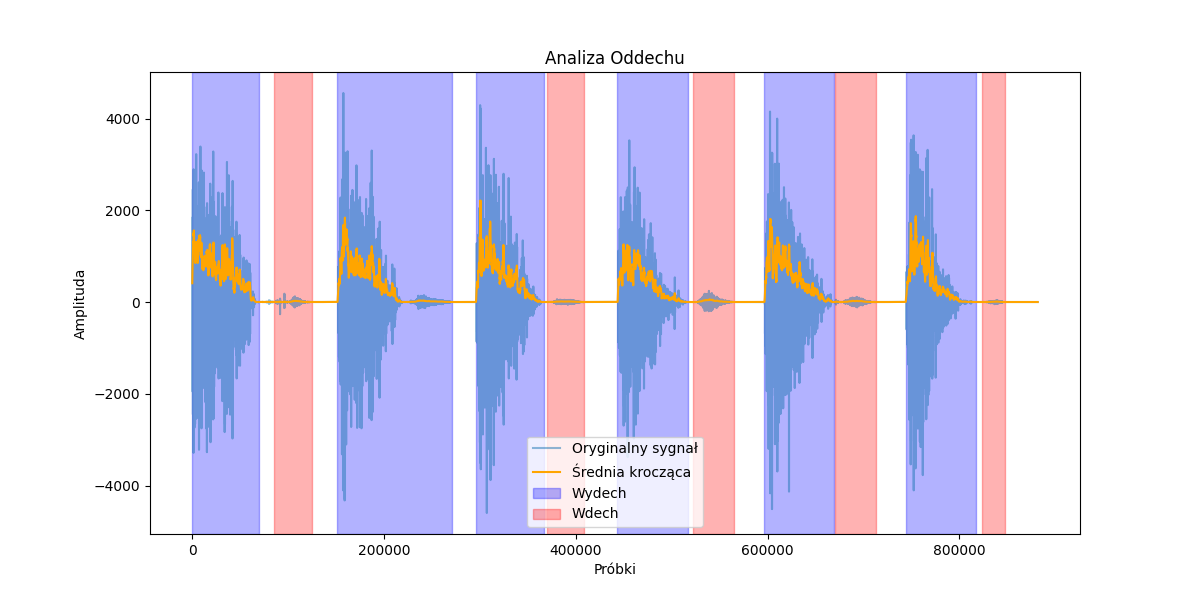 Analiza Oddechu
Amplituda
4000
2000
0
−2000
−4000
Oryginalny sygnał
Średnia krocząca
Wydech
Wdech
0
200000
400000
600000
800000
Próbki